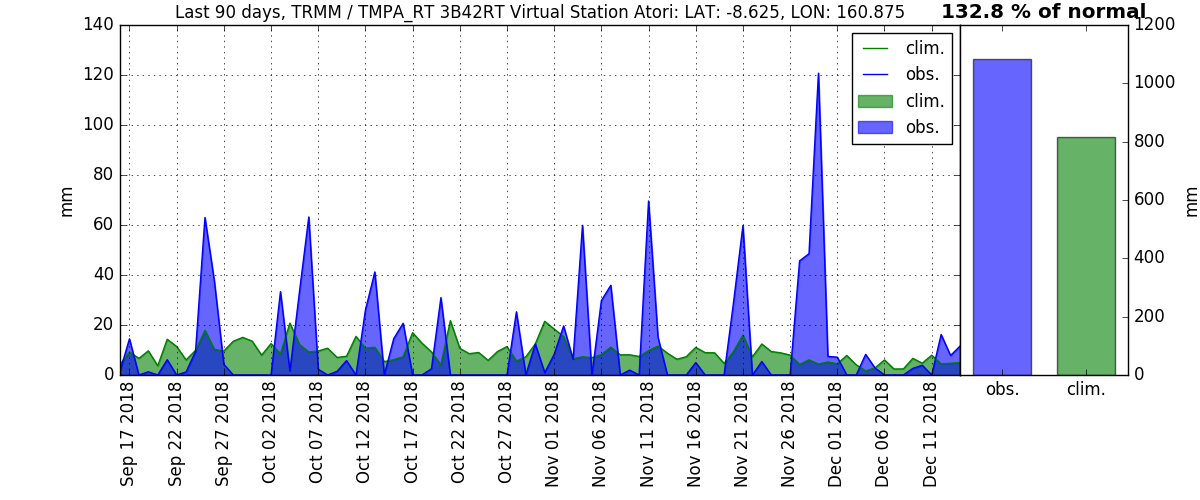 Last 90 days, TRMM / TMPA_RT 3B42RT Virtual Station Atori: LAT: -8.625, LON: 160.875
132.8 % of normal
140
120
100
80
60
40
20
0
mm
clim.
obs.
clim.
obs.
Sep 17 2018
Sep 22 2018
Sep 27 2018
Oct 02 2018
Oct 07 2018
Oct 12 2018
Oct 17 2018
Oct 22 2018
Oct 27 2018
Nov 01 2018
Nov 06 2018
Nov 11 2018
Nov 16 2018
Nov 21 2018
Nov 26 2018
Dec 01 2018
Dec 06 2018
Dec 11 2018
1200
1000
800
600
400
200
0
mm
obs.
clim.